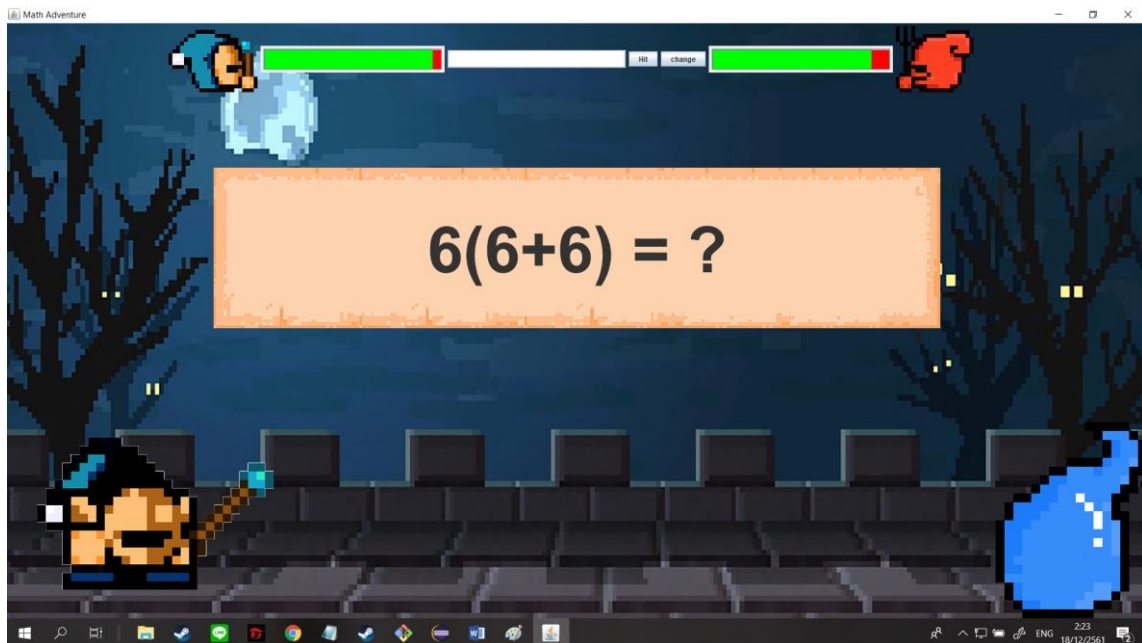 Math Adventure
Hit
change
6(6+6) = ?
ENG
2:23
18/12/2561